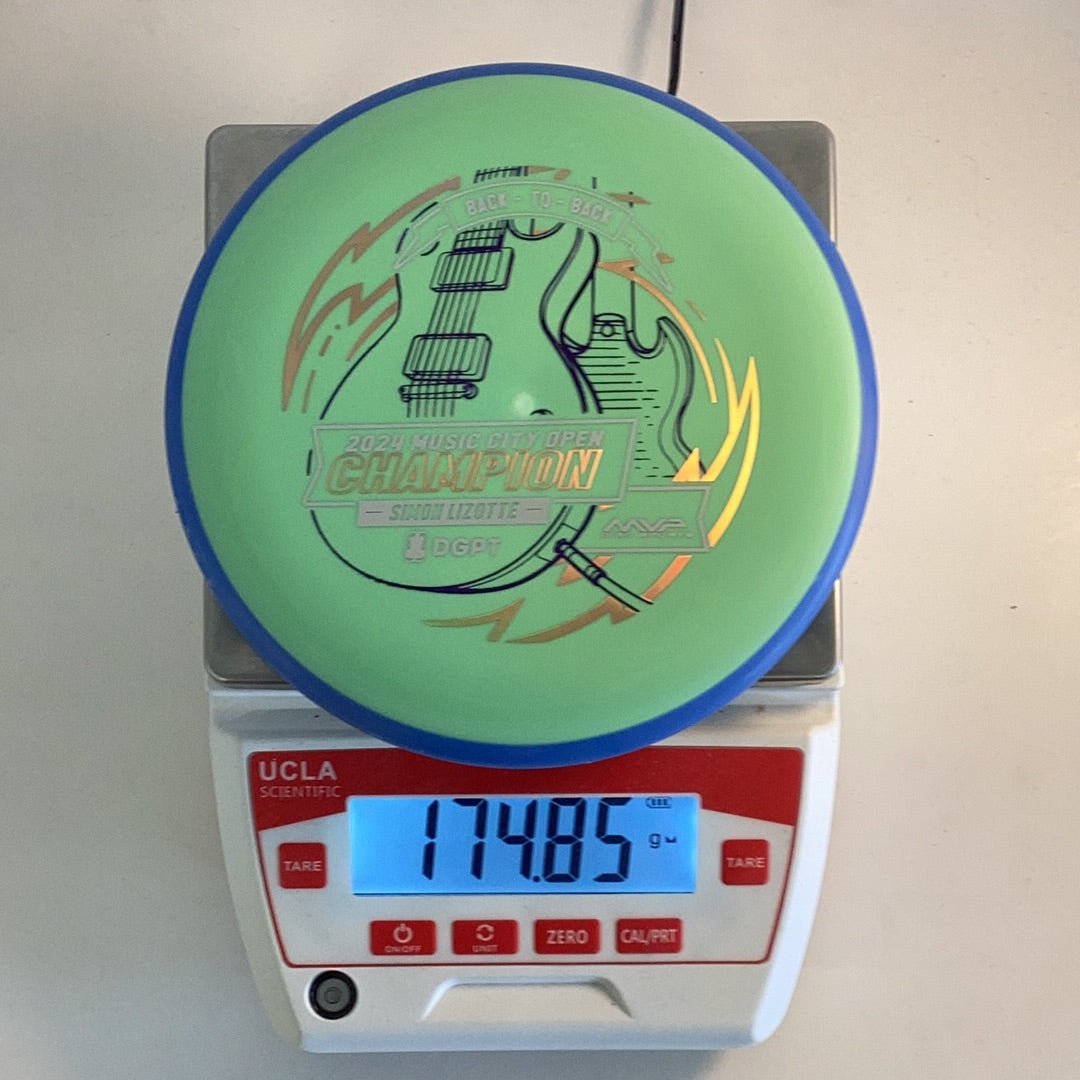 BACK - TO - BACK
2024 MUSIC CITY OPEN
CHAMPION
— SIMON LIZOTTE —
DGPT
MVP
UCLA
SCIENTIFIC
174.85
g
TARE
TARE
ON/OFF
UNIT
ZERO
CAL/PRT